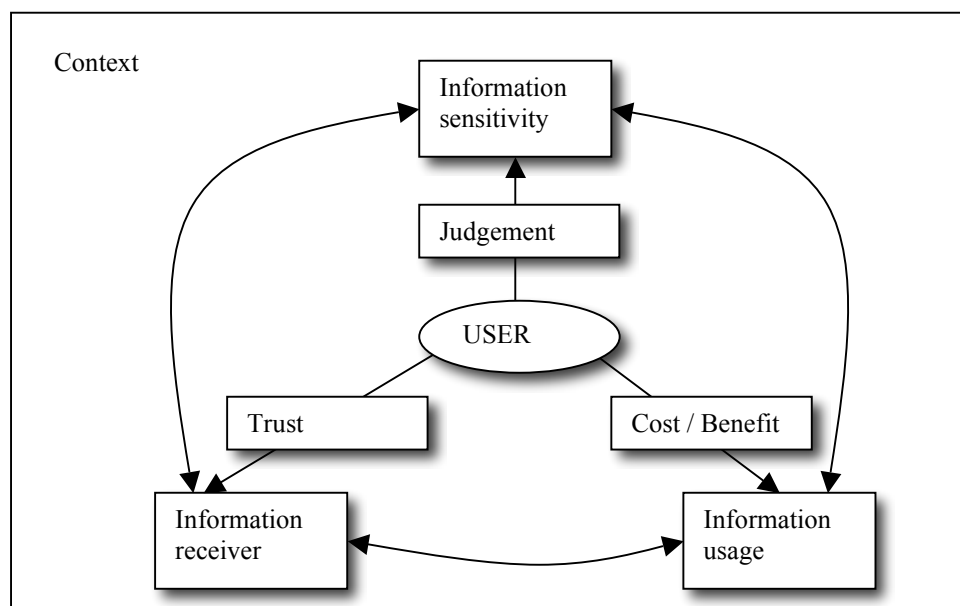 Context
Information
sensitivity
Judgement
USER
Trust
Cost / Benefit
Information
receiver
Information
usage